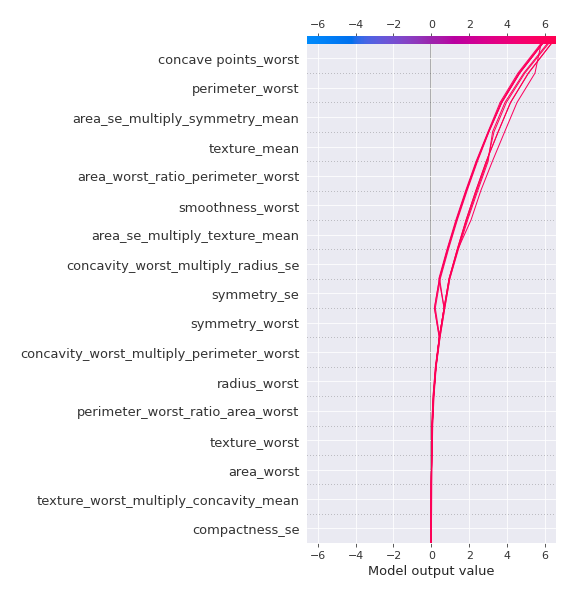 −6 −4 −2 0 2 4 6
concave points_worst
perimeter_worst
area_se_multiply_symmetry_mean
texture_mean
area_worst_ratio_perimeter_worst
smoothness_worst
area_se_multiply_texture_mean
concavity_worst_multiply_radius_se
symmetry_se
symmetry_worst
concavity_worst_multiply_perimeter_worst
radius_worst
perimeter_worst_ratio_area_worst
texture_worst
area_worst
texture_worst_multiply_concavity_mean
compactness_se
−6 −4 −2 0 2 4 6
Model output value